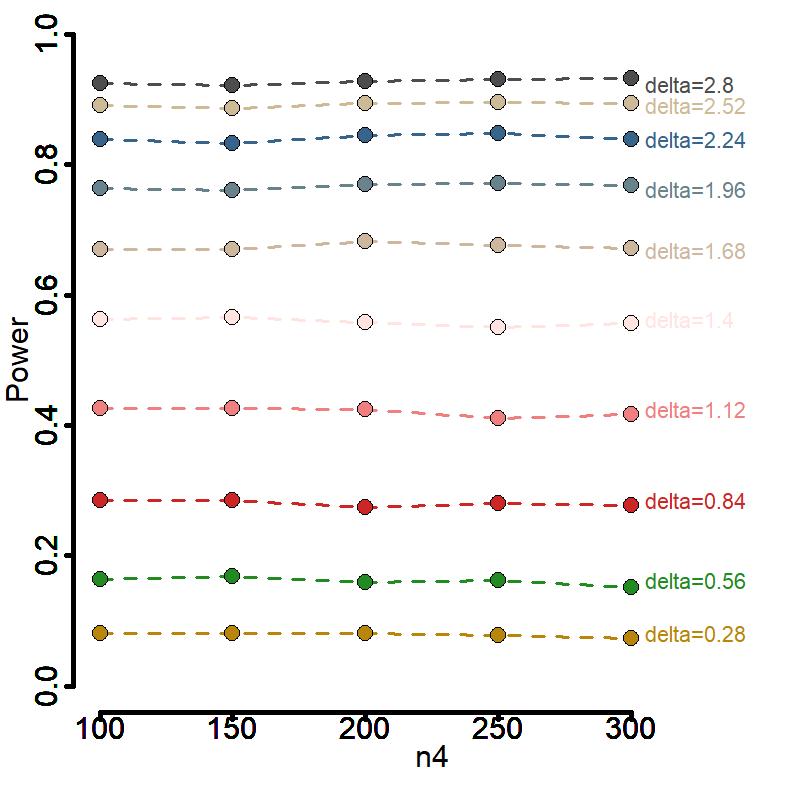 1.0
0.8
0.6
0.4
0.2
0.0
Power
delta=2.8
delta=2.52
delta=2.24
delta=1.96
delta=1.68
delta=1.4
delta=1.12
delta=0.84
delta=0.56
delta=0.28
100 150 200 250 300
n4